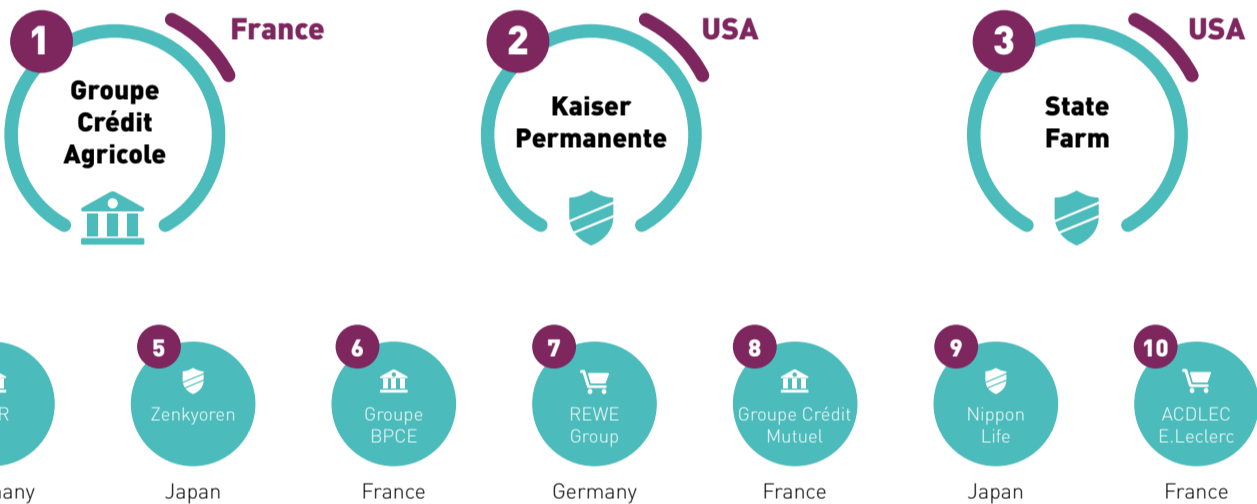 1
France
Groupe
Crédit
Agricole
2
USA
Kaiser
Permanente
3
USA
State
Farm
5
Zenkyoren
Japan
6
Groupe
BPCE
France
7
REWE
Group
Germany
8
Groupe Crédit
Mutuel
France
9
Nippon
Life
Japan
10
ACDLEC
E.Leclerc
France